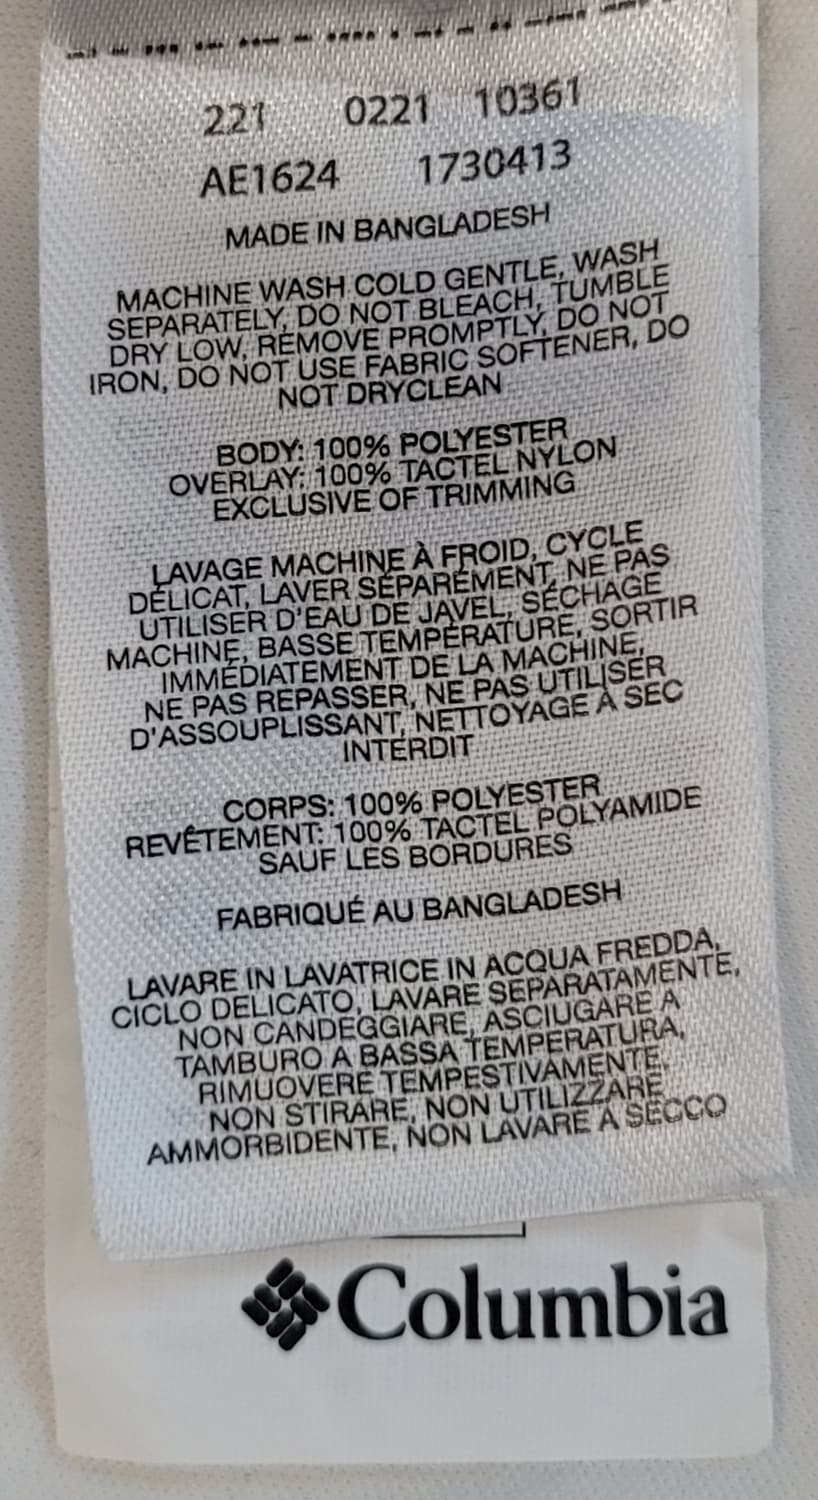 221 0221 10361
AE1624 1730413
MADE IN BANGLADESH
MACHINE WASH COLD GENTLE, WASH
SEPARATELY, DO NOT BLEACH, TUMBLE
DRY LOW, REMOVE PROMPTLY, DO NOT
IRON, DO NOT USE FABRIC SOFTENER, DO
NOT DRYCLEAN
BODY: 100% POLYESTER
OVERLAY: 100% TACTEL NYLON
EXCLUSIVE OF TRIMMING
LAVAGE MACHINE À FROID, CYCLE
DÉLICAT, LAVER SÉPARÉMENT, NE PAS
UTILISER D'EAU DE JAVEL, SÉCHAGE
MACHINE, BASSE TEMPÉRATURE, SORTIR
IMMÉDIATEMENT DE LA MACHINE,
NE PAS REPASSER, NE PAS UTILISER
D'ASSOUPLISSANT, NETTOYAGE À SEC
INTERDIT
CORPS: 100% POLYESTER
REVÊTEMENT: 100% TACTEL POLYAMIDE
SAUF LES BORDURES
FABRIQUÉ AU BANGLADESH
LAVARE IN LAVATRICE IN ACQUA FREDDA,
CICLO DELICATO, LAVARE SEPARATAMENTE,
NON CANDEGGIARE, ASCIUGARE A
TAMBURO A BASSA TEMPERATURA,
RIMUOVERE TEMPESTIVAMENTE,
NON STIRARE, NON UTILIZZARE
AMMORBIDENTE, NON LAVARE A SECCO
Columbia